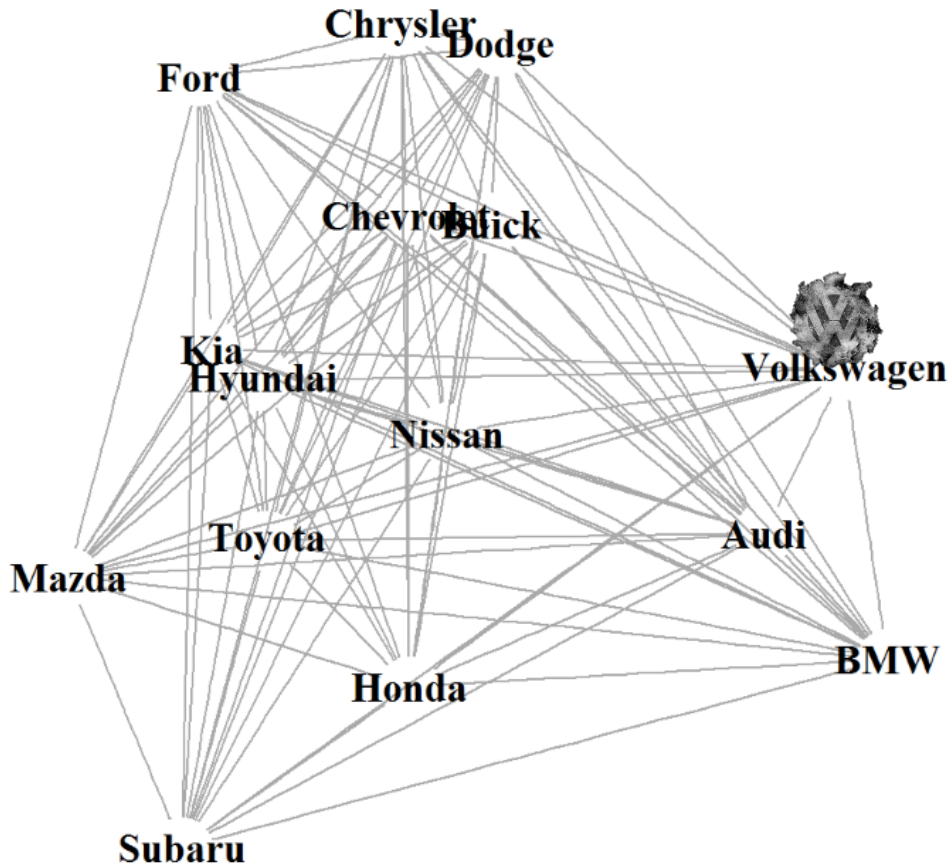 Chrysler
Dodge
Ford
Chevrolet
Buick
Kia
Volkswagen
Hyundai
Nissan
Toyota
Audi
Mazda
BMW
Honda
Subaru